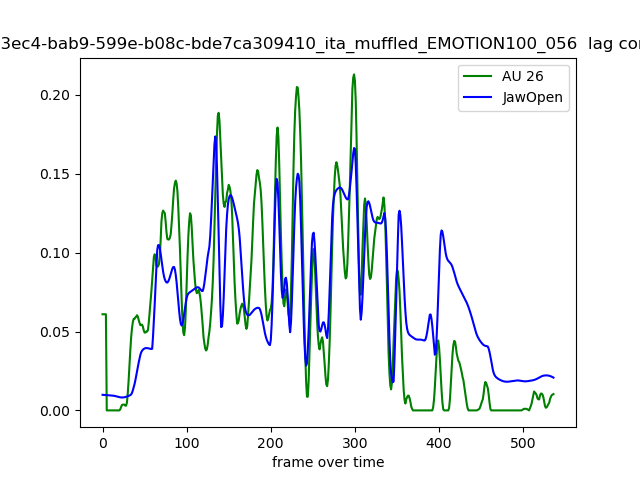 3ec4-bab9-599e-b08c-bde7ca309410_ita_muffled_EMOTION100_056 lag
AU 26
JawOpen
0.20
0.15
0.10
0.05
0.00
0
100
200
300
400
500
frame over time